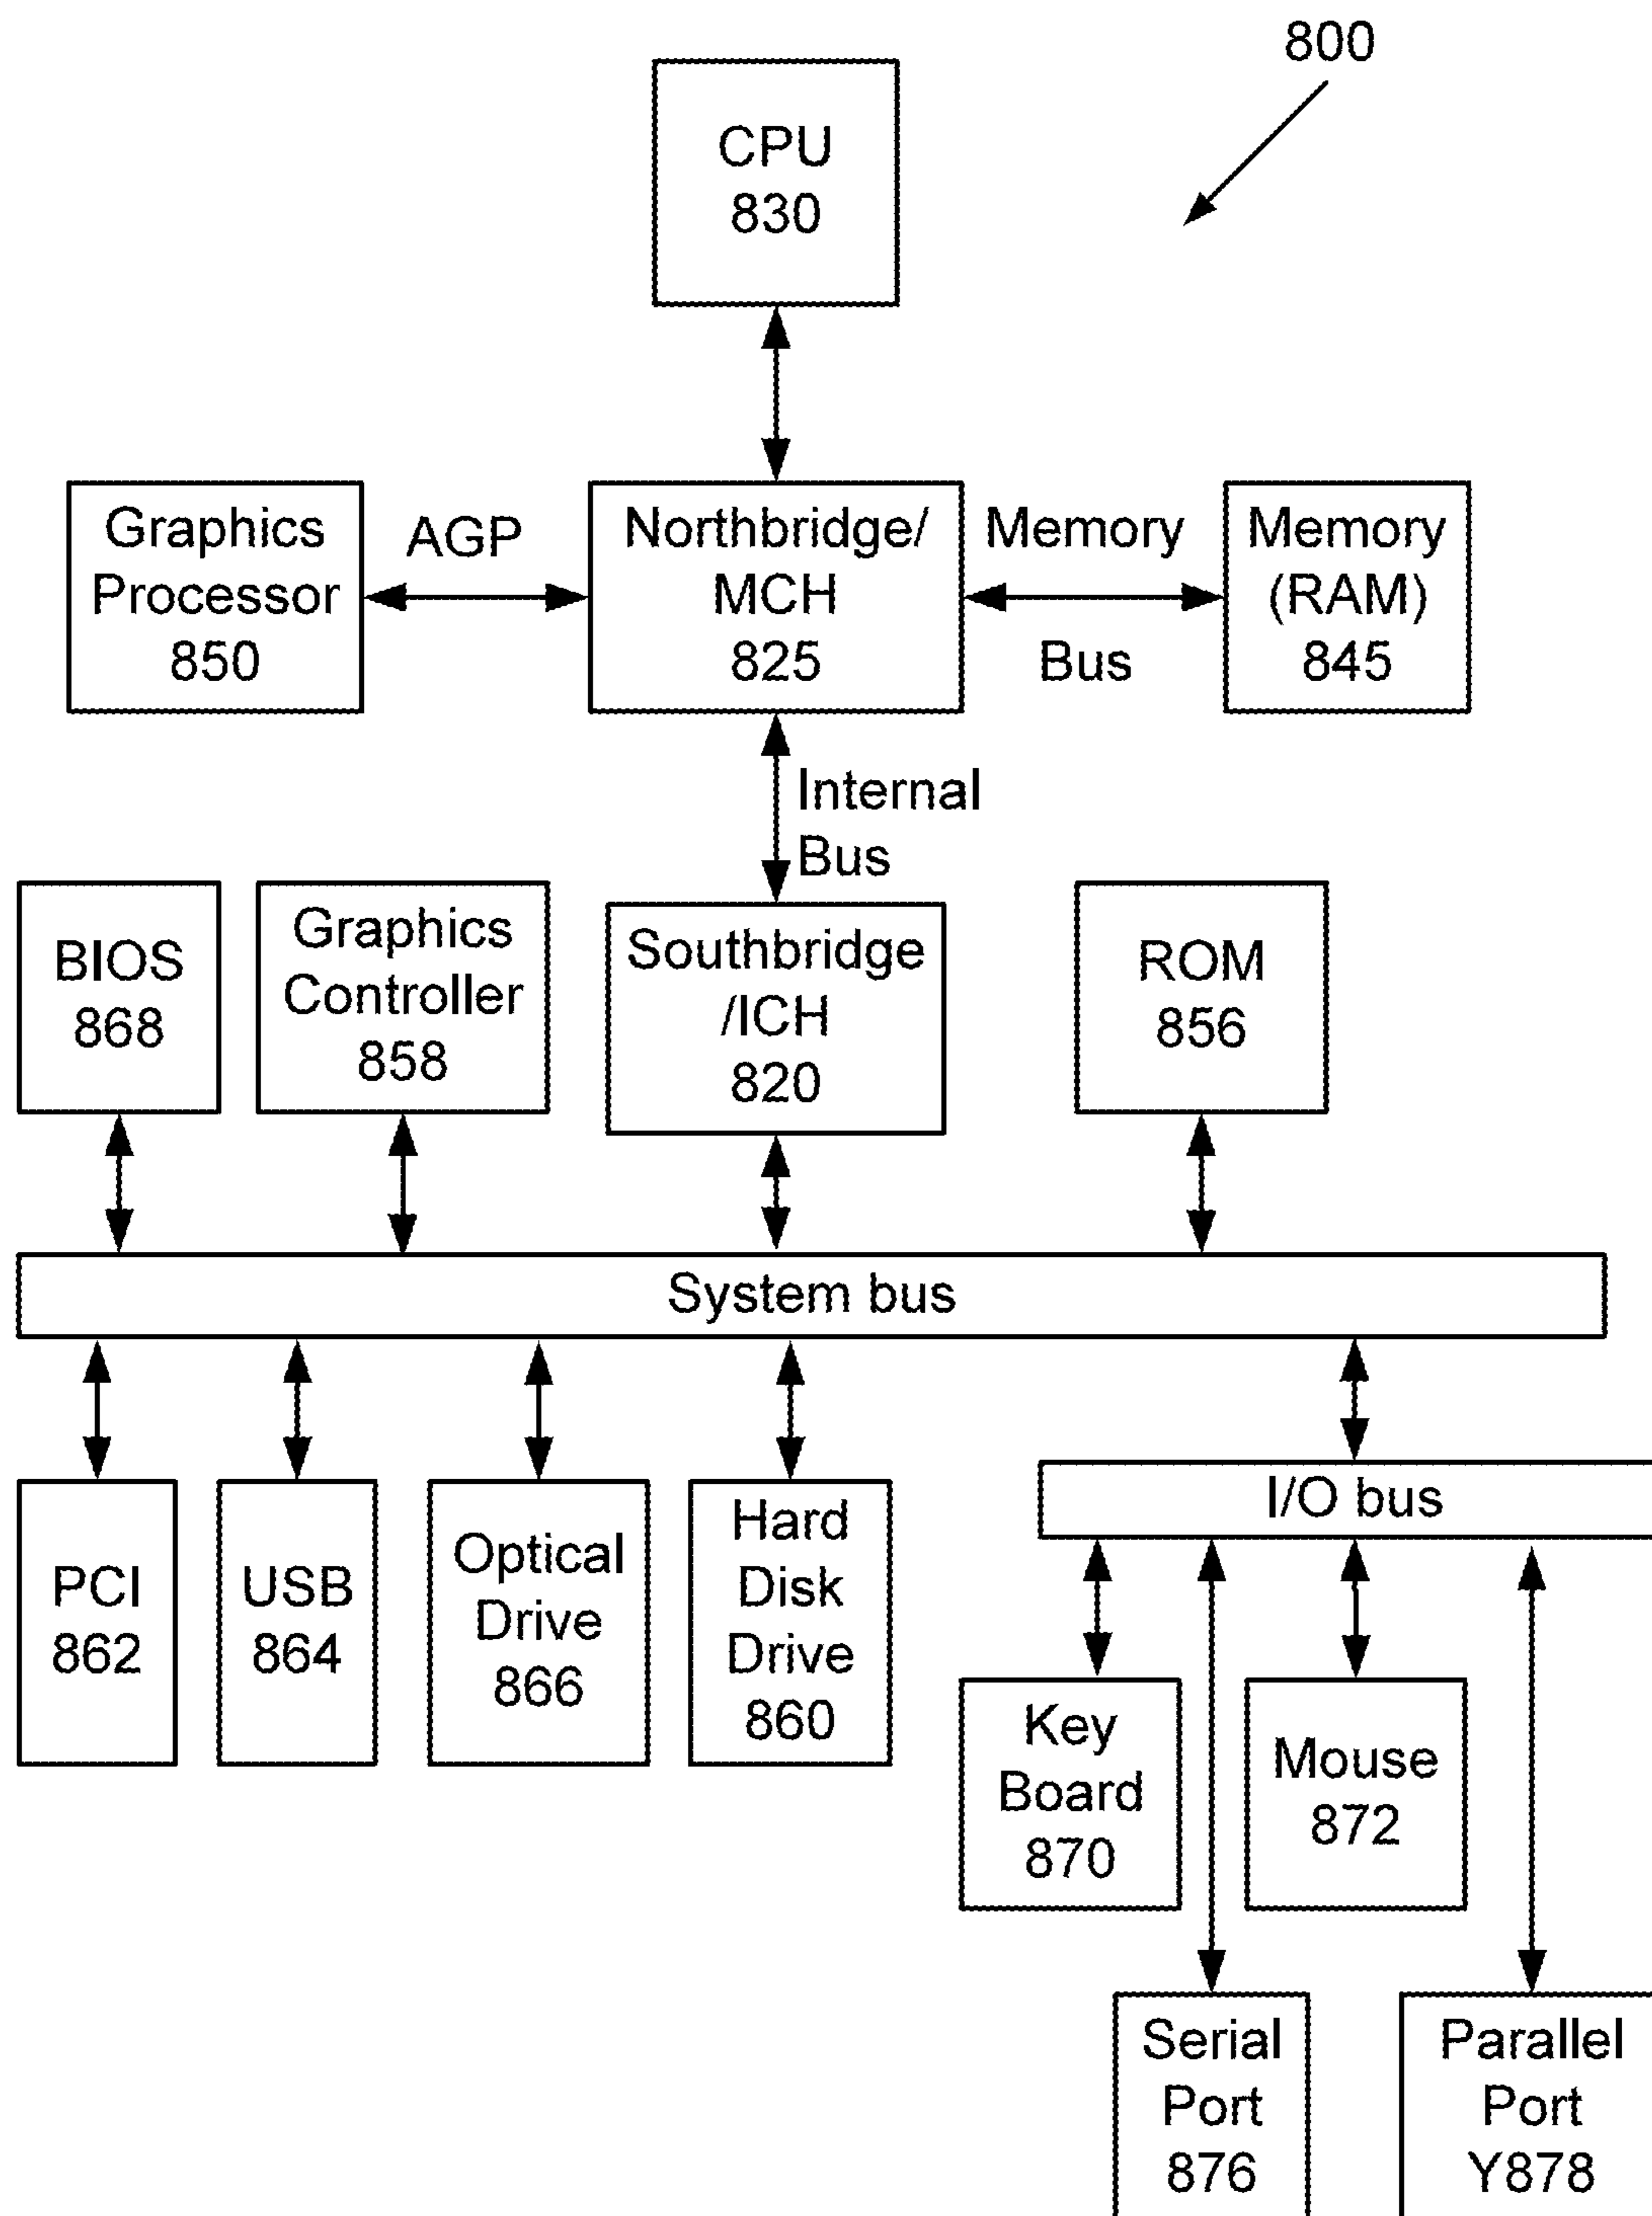 800
CPU
830
Graphics
Processor
850
AGP
Northbridge/
MCH
825
Memory
Bus
Memory
(RAM)
845
Internal
Bus
BIOS
868
Graphics
Controller
858
Southbridge
/ICH
820
ROM
856
System bus
PCI
862
USB
864
Optical
Drive
866
Hard
Disk
Drive
860
I/O bus
Key
Board
870
Mouse
872
Serial
Port
876
Parallel
Port
Y878